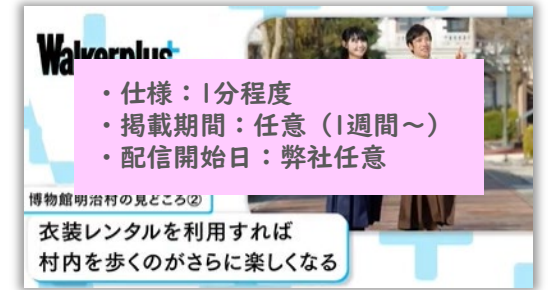 Walkerplus
・仕様：1分程度
・掲載期間：任意（1週間～）
・配信開始日：弊社任意
博物館明治村の見どころ②
衣装レンタルを利用すれば
村内を歩くのがさらに楽しくなる